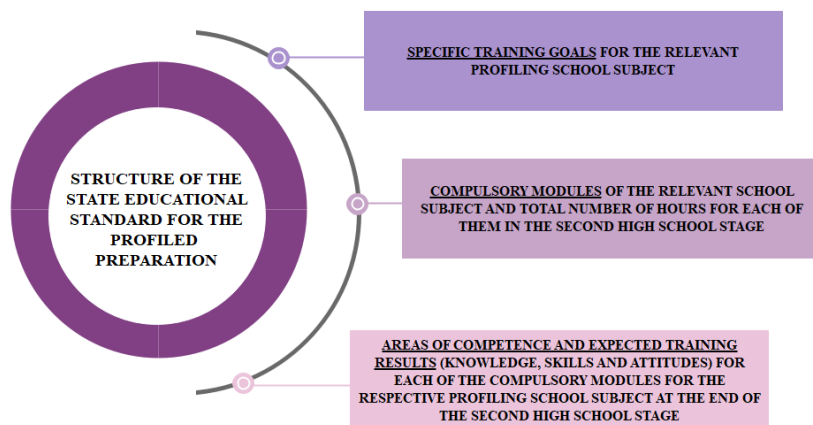 STRUCTURE OF THE
STATE EDUCATIONAL
STANDARD FOR THE
PROFILED
PREPARATION
SPECIFIC TRAINING GOALS FOR THE RELEVANT
PROFILING SCHOOL SUBJECT
COMPULSORY MODULES OF THE RELEVANT SCHOOL
SUBJECT AND TOTAL NUMBER OF HOURS FOR EACH OF
THEM IN THE SECOND HIGH SCHOOL STAGE
AREAS OF COMPETENCE AND EXPECTED TRAINING
RESULTS (KNOWLEDGE, SKILLS AND ATTITUDES) FOR
EACH OF THE COMPULSORY MODULES FOR THE
RESPECTIVE PROFILING SCHOOL SUBJECT AT THE END OF
THE SECOND HIGH SCHOOL STAGE